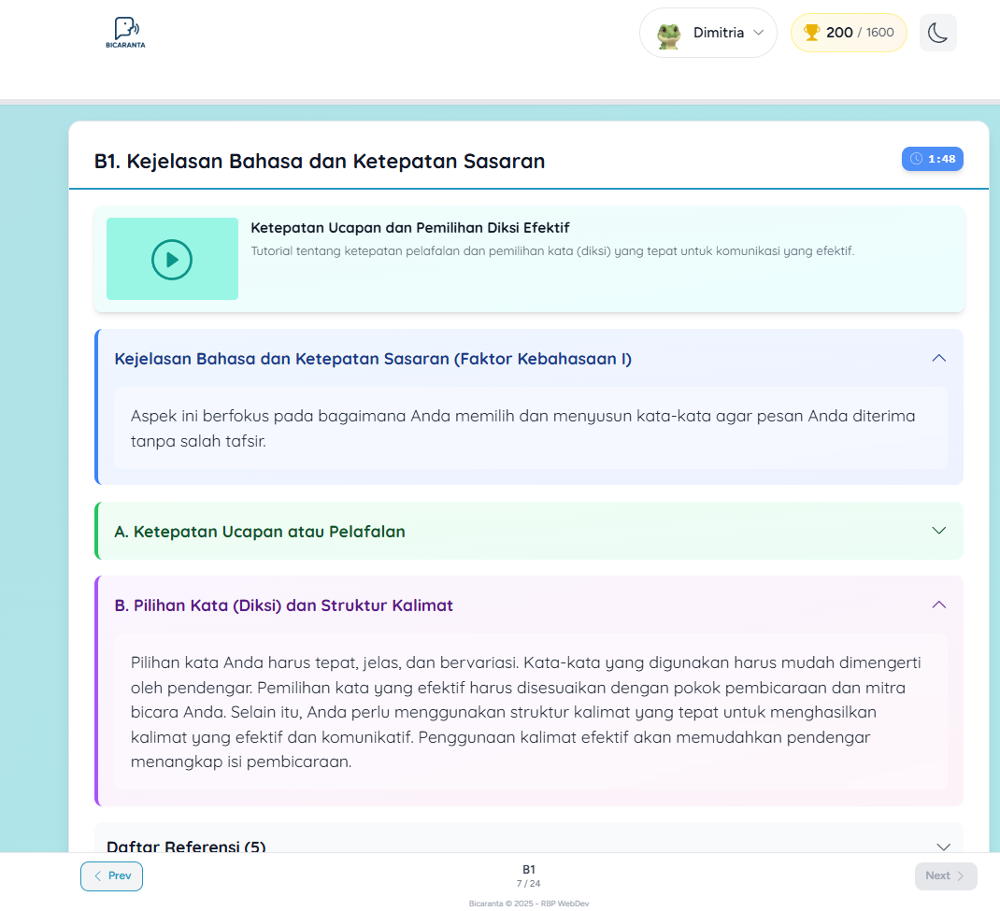 BICARANTA
Dimitria
200 / 1600
B1. Kejelasan Bahasa dan Ketepatan Sasaran
1:48
Ketepatan Ucapan dan Pemilihan Diksi Efektif
Tutorial tentang ketepatan pelafalan dan pemilihan kata (diksi) yang tepat untuk komunikasi yang efektif.
Kejelasan Bahasa dan Ketepatan Sasaran (Faktor Kebahasaan I)
Aspek ini berfokus pada bagaimana Anda memilih dan menyusun kata-kata agar pesan Anda diterima
tanpa salah tafsir.
A. Ketepatan Ucapan atau Pelafalan
B. Pilihan Kata (Diksi) dan Struktur Kalimat
Pilihan kata Anda harus tepat, jelas, dan bervariasi. Kata-kata yang digunakan harus mudah dimengerti
oleh pendengar. Pemilihan kata yang efektif harus disesuaikan dengan pokok pembicaraan dan mitra
bicara Anda. Selain itu, Anda perlu menggunakan struktur kalimat yang tepat untuk menghasilkan
kalimat yang efektif dan komunikatif. Penggunaan kalimat efektif akan memudahkan pendengar
menangkap isi pembicaraan.
Daftar Referensi (5)
Prev
B1
7 / 24
Next
Bicaranta © 2025 - RBP WebDev